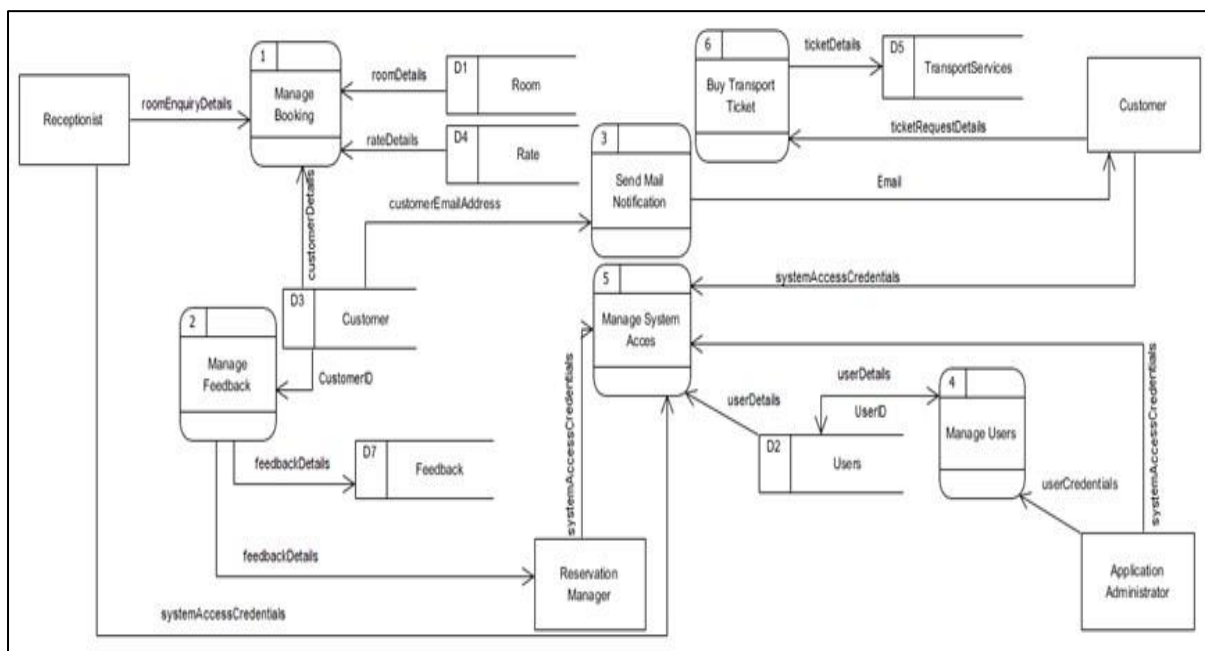 1
Manage
Booking
Receptionist
roomEnquiryDetails
roomDetails
D1
Room
rateDetails
D4
Rate
6
Buy Transport
Ticket
ticketDetails
D5
TransportServices
Customer
ticketRequestDetails
3
Send Mail
Notification
Email
customerDetails
customerEmailAddress
systemAccessCredentials
5
Manage System
Acces
D3
Customer
2
Manage
Feedback
CustomerID
userDetails
userDetails
UserID
4
Manage Users
D2
Users
systemAccessCredentials
systemAccessCredentials
feedbackDetails
D7
Feedback
userCredentials
feedbackDetails
Reservation
Manager
Application
Administrator
systemAccessCredentials